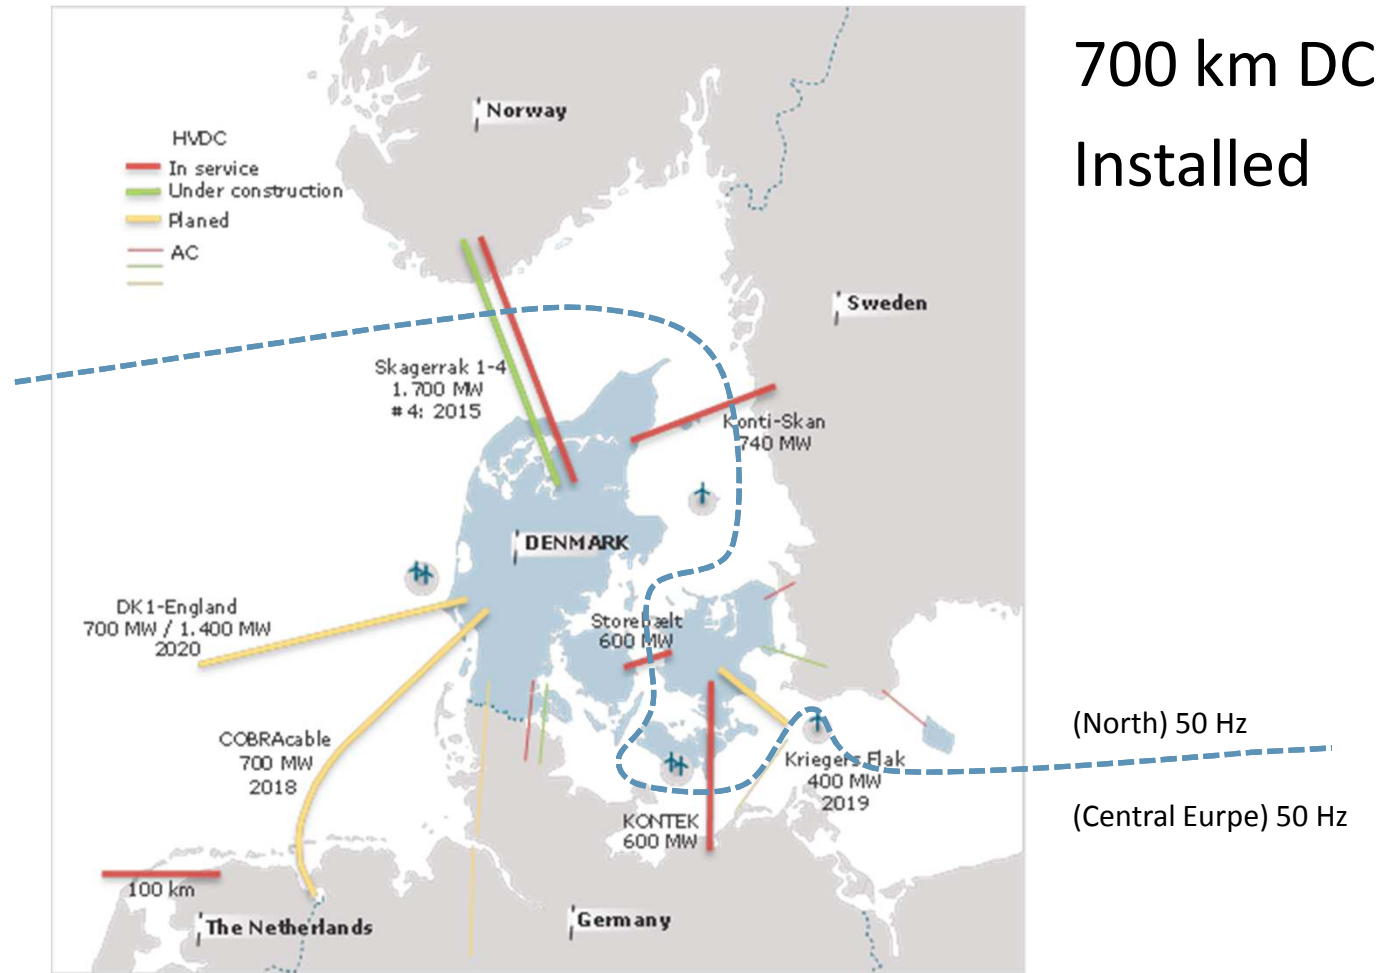 700 km DC
Installed
Norway
HVDC
In service
Under construction
Planed
AC
Sweden
Skagerrak 1-4
1.700 MW
#4: 2015
Konti-Skan
740 MW
DENMARK
DK1-England
700 MW / 1.400 MW
2020
Storebælt
600 MW
COBRAcable
700 MW
2018
Kriegers Flak
400 MW
2019
KONTEK
600 MW
(North) 50 Hz
(Central Eurpe) 50 Hz
100 km
The Netherlands
Germany